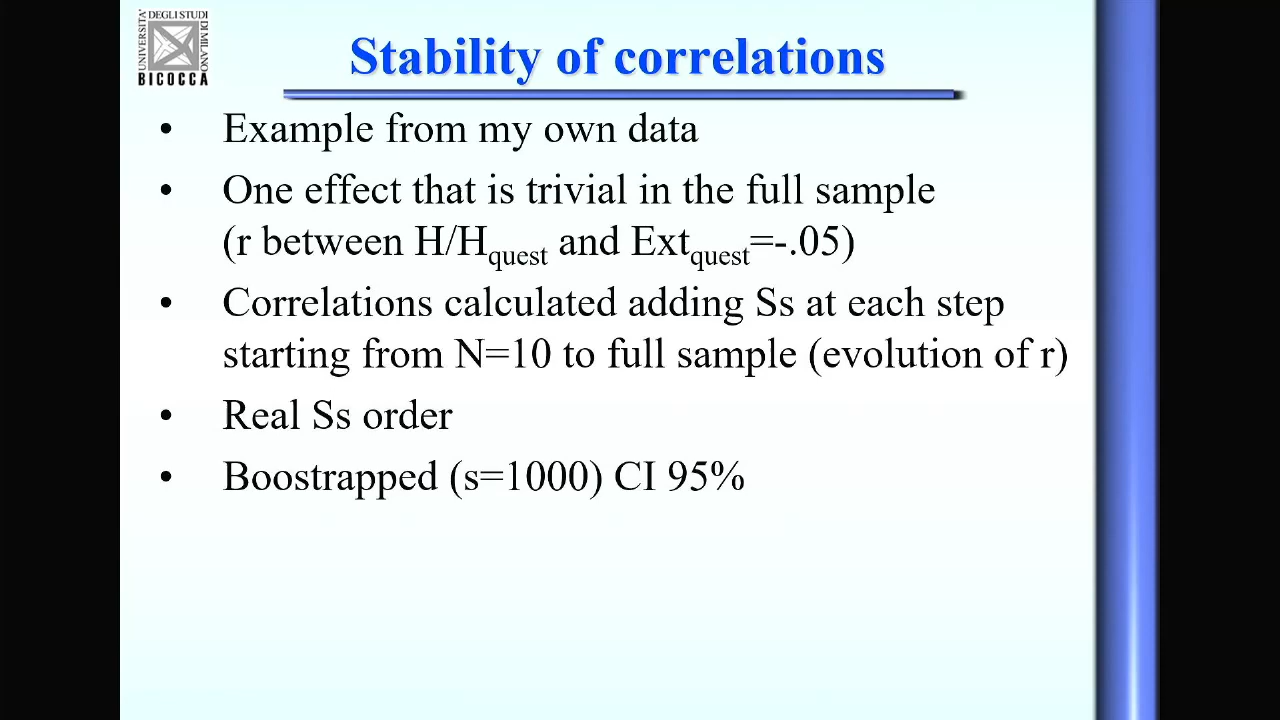 UNIVERSITA' DEGLI STUDI DI MILANO
BICOCCA
Stability of correlations
• Example from my own data
• One effect that is trivial in the full sample
(r between H/Hquest and Extquest=-.05)
• Correlations calculated adding Ss at each step
starting from N=10 to full sample (evolution of r)
• Real Ss order
• Boostrapped (s=1000) CI 95%